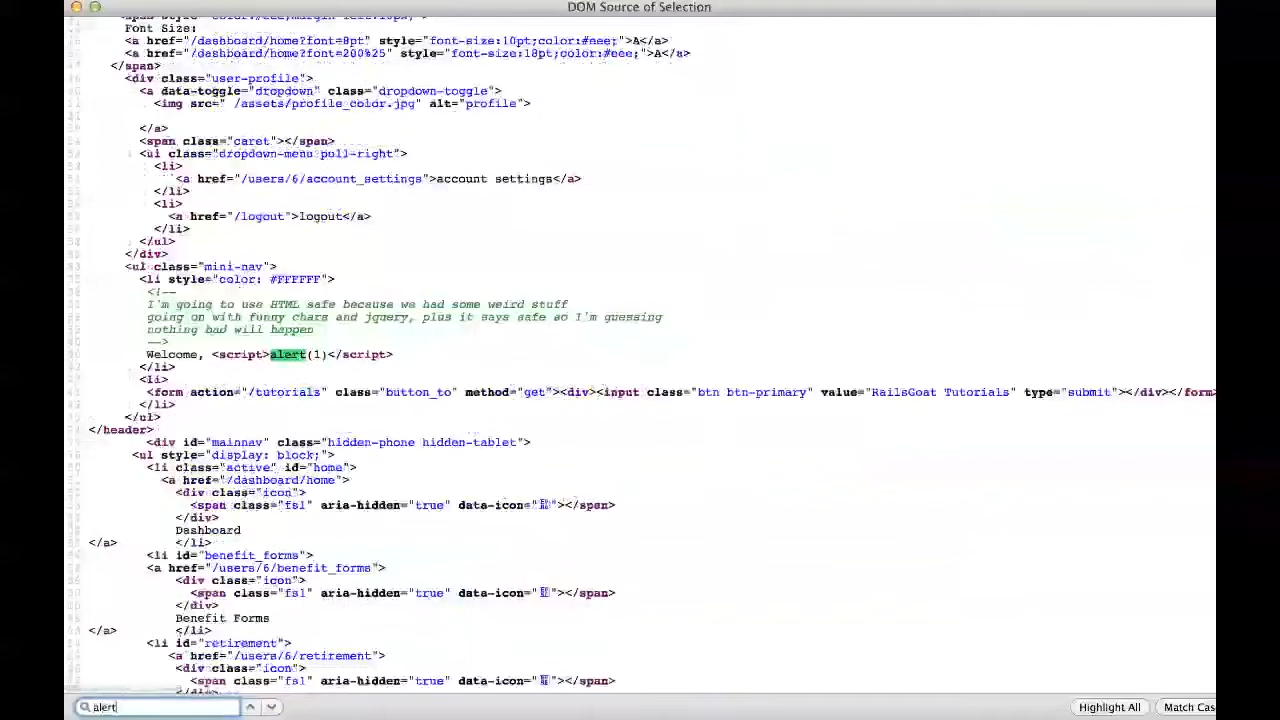 DOM Source of Selection
Font Size:
<a href="/dashboard/home?font=8pt" style="font-size:10pt;color:#eee;">A</a>
<a href="/dashboard/home?font=200%25" style="font-size:18pt;color:#eee;">A</a>
</span>
<div class="user-profile">
<a data-toggle="dropdown" class="dropdown-toggle">
<img src=" /assets/profile_color.jpg" alt="profile">
</a>
<span class="caret"></span>
<ul class="dropdown-menu pull-right">
<li>
<a href="/users/6/account_settings">account settings</a>
</li>
<li>
<a href="/logout">logout</a>
</li>
</ul>
</div>
<ul class="mini-nav">
<li style="color: #FFFFFF">
<!--
I'm going to use HTML safe because we had some weird stuff
going on with funny chars and jquery, plus it says safe so I'm guessing
nothing bad will happen
-->
Welcome, <script>alert(1)</script>
</li>
<li>
<form action="/tutorials" class="button_to" method="get"><div><input class="btn btn-primary" value="RailsGoat Tutorials" type="submit"></div></form>
</li>
</ul>
</header>
<div id="mainnav" class="hidden-phone hidden-tablet">
<ul style="display: block;">
<li class="active" id="home">
<a href="/dashboard/home">
<div class="icon">
<span class="fs1" aria-hidden="true" data-icon=""></span>
</div>
Dashboard
</a> </li>
<li id="benefit_forms">
<a href="/users/6/benefit_forms">
<div class="icon">
<span class="fs1" aria-hidden="true" data-icon=""></span>
</div>
Benefit Forms
</a> </li>
<li id="retirement">
<a href="/users/6/retirement">
<div class="icon">
<span class="fs1" aria-hidden="true" data-icon=""></span>
alert
Highlight All
Match Cas